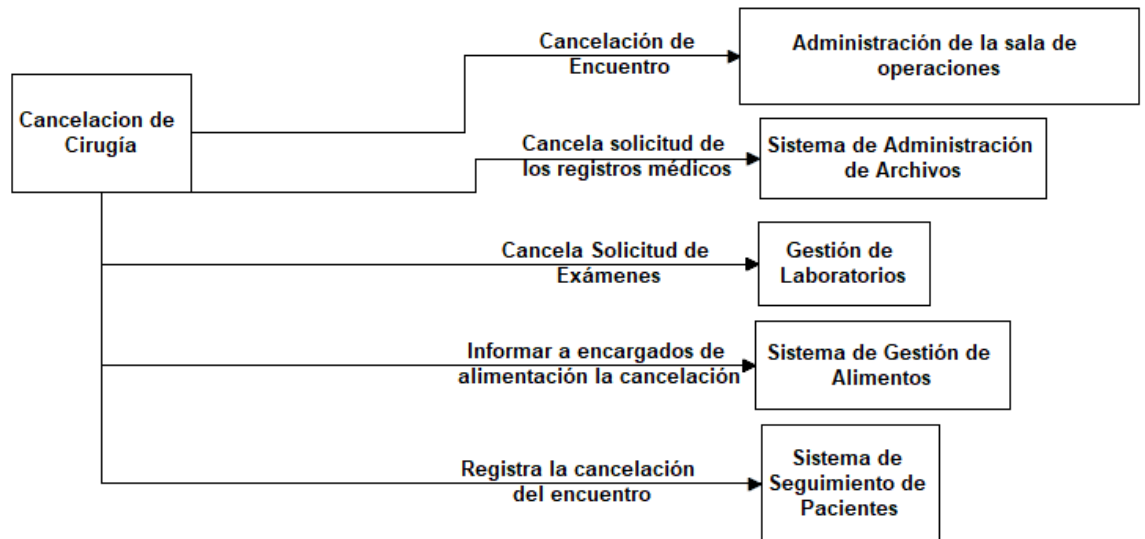 Cancelacion de
Cirugía
Cancelación de
Encuentro
Administración de la sala de
operaciones
Cancela solicitud de
los registros médicos
Sistema de Administración
de Archivos
Cancela Solicitud de
Exámenes
Gestión de
Laboratorios
Informar a encargados de
alimentación la cancelación
Sistema de Gestión de
Alimentos
Registra la cancelación
del encuentro
Sistema de
Seguimiento de
Pacientes